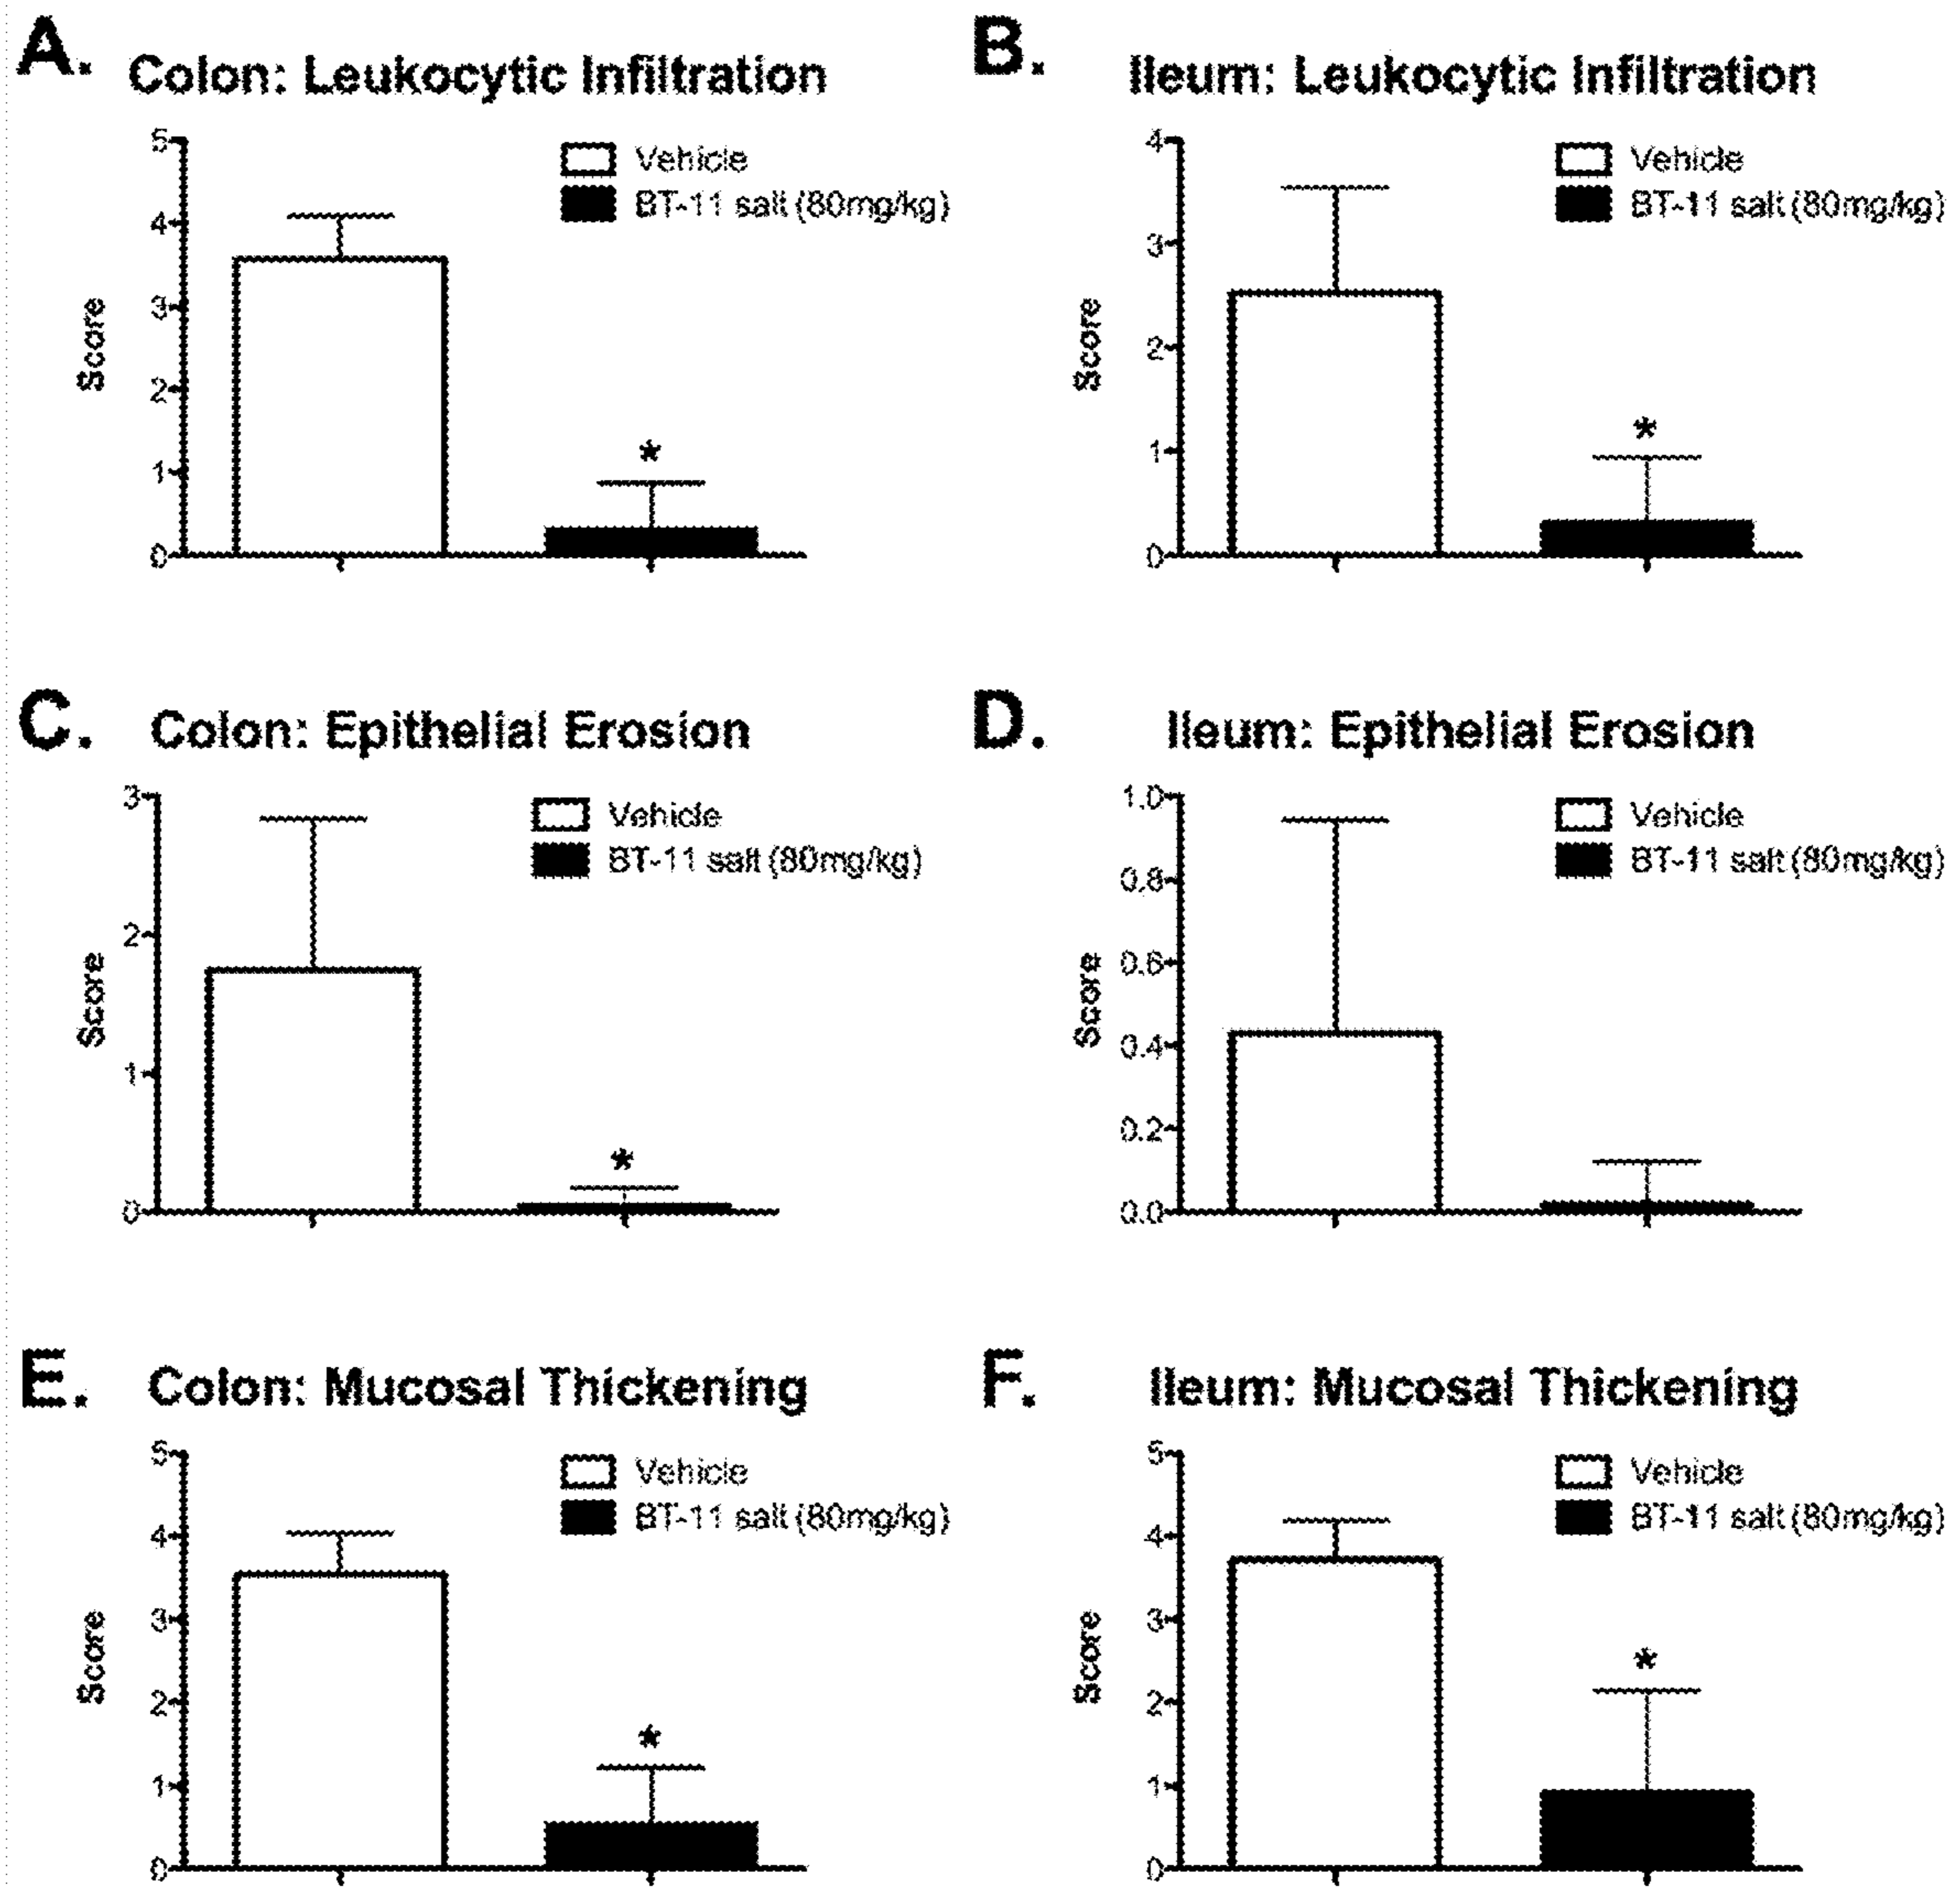 A.
Colon: Leukocytic Infiltration
5
4
3
2
1
0
Score
Vehicle
BT-11 salt (80mg/kg)
*
B.
Ileum: Leukocytic Infiltration
4
3
2
1
0
Score
Vehicle
BT-11 salt (80mg/kg)
*
C.
Colon: Epithelial Erosion
3
2
1
0
Score
Vehicle
BT-11 salt (80mg/kg)
*
D.
Ileum: Epithelial Erosion
1.0
0.8
0.6
0.4
0.2
0.0
Score
Vehicle
BT-11 salt (80mg/kg)
E.
Colon: Mucosal Thickening
5
4
3
2
1
0
Score
Vehicle
BT-11 salt (80mg/kg)
*
F.
Ileum: Mucosal Thickening
5
4
3
2
1
0
Score
Vehicle
BT-11 salt (80mg/kg)
*